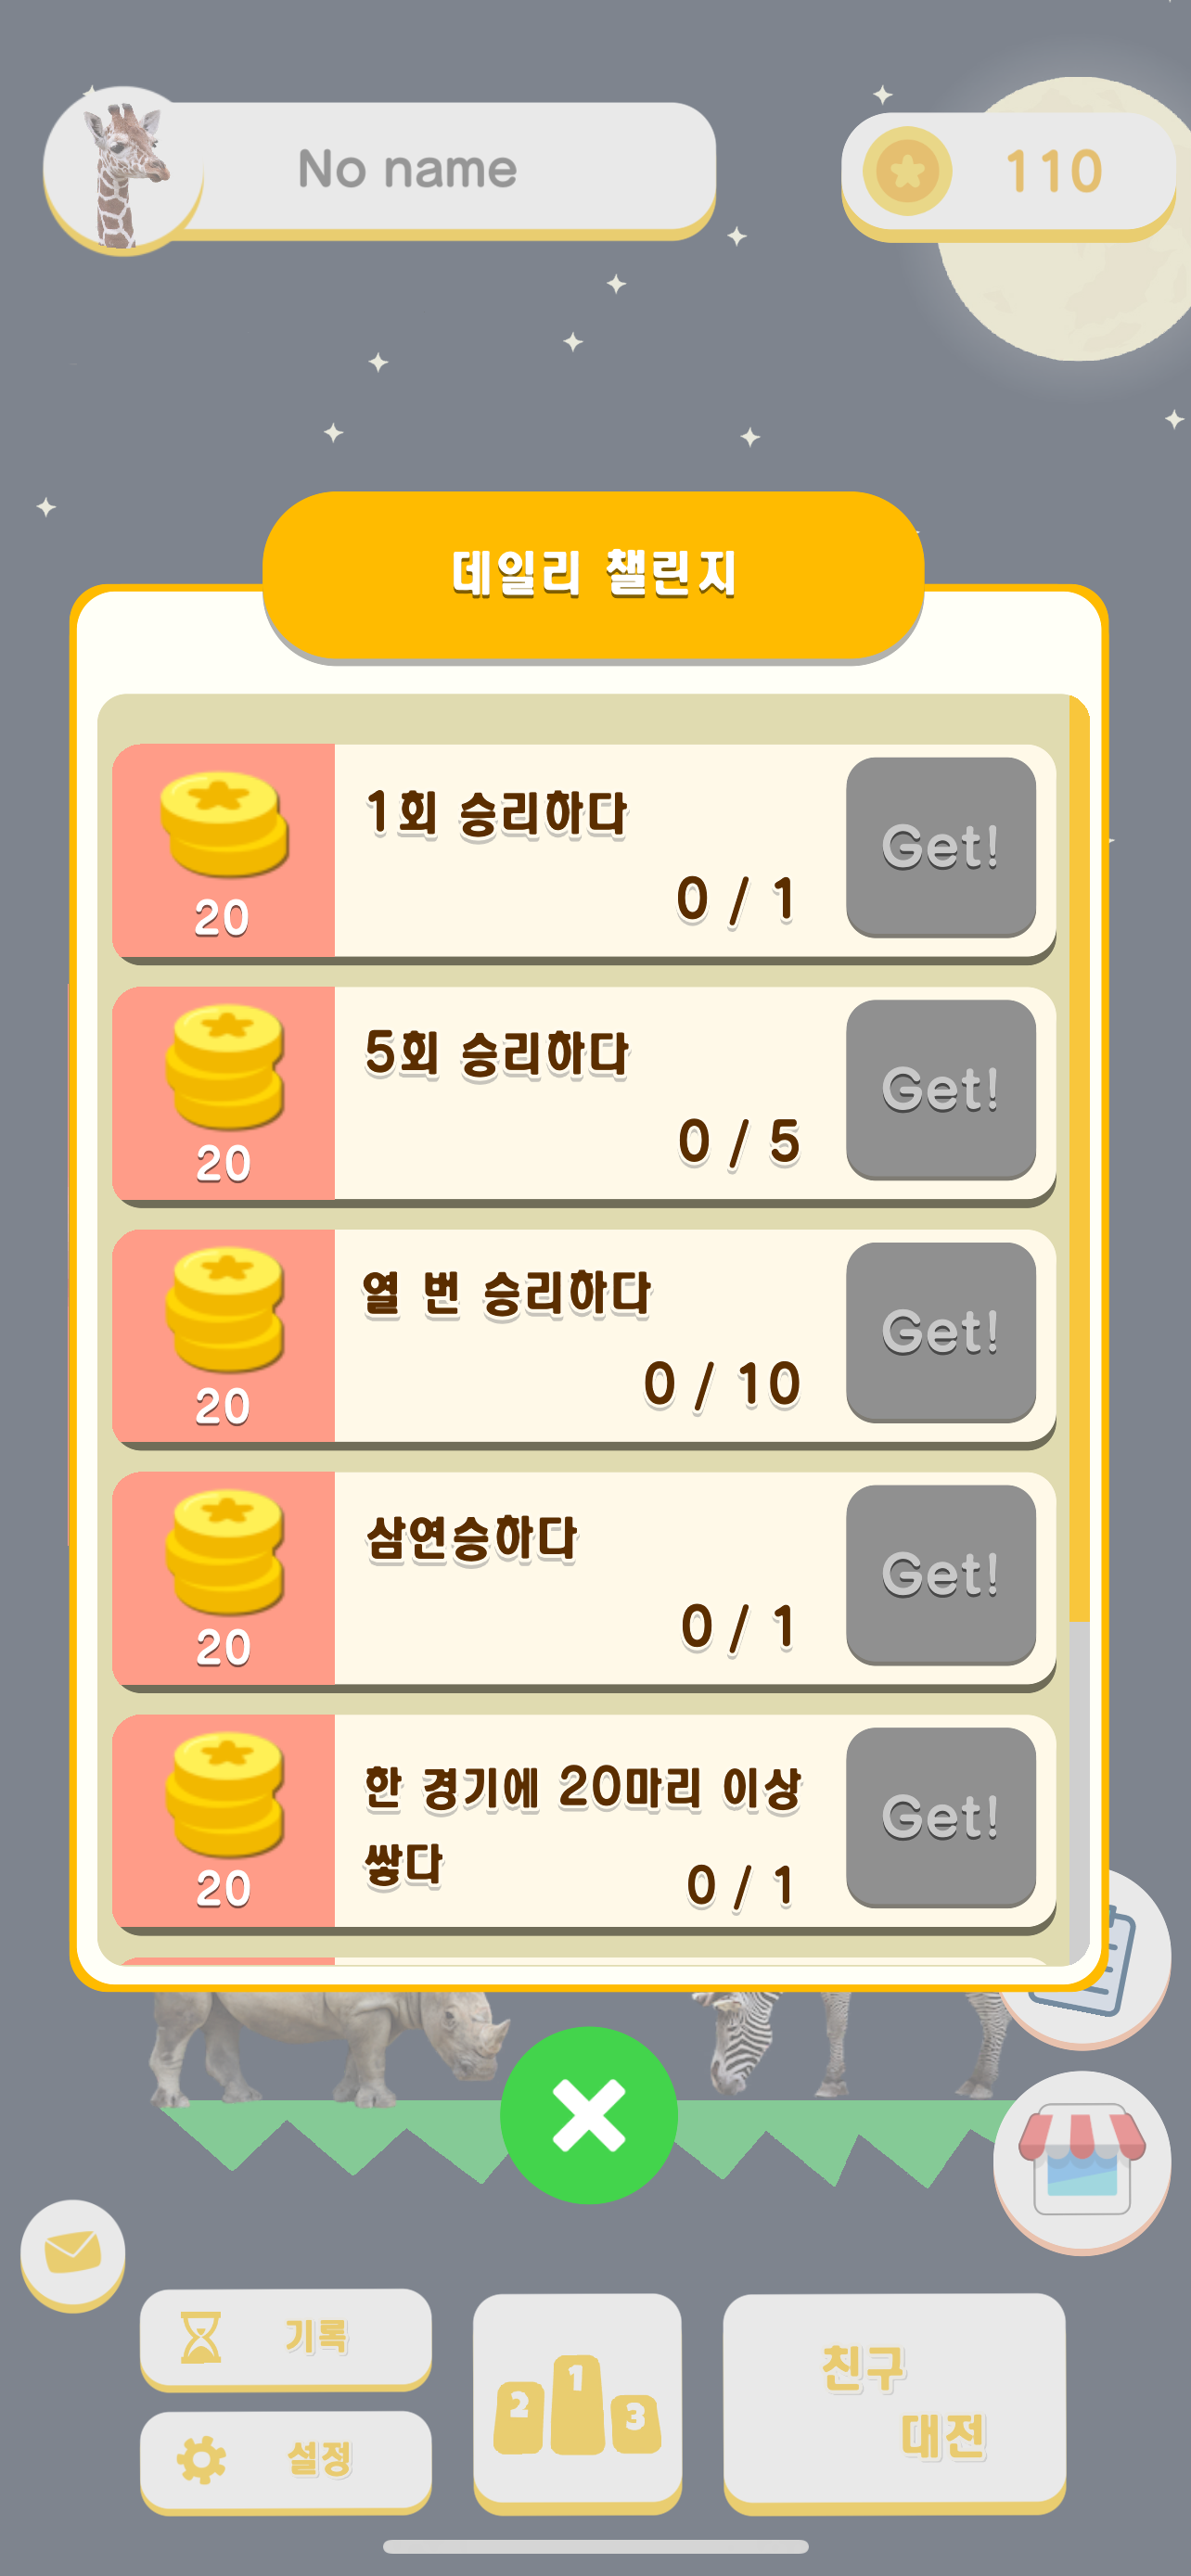 No name
110
데일리 챌린지
1회 승리하다
0 / 1
Get!
20
5회 승리하다
0 / 5
Get!
20
열 번 승리하다
0 / 10
Get!
20
삼연승하다
0 / 1
Get!
20
한 경기에 20마리 이상
쌓다
0 / 1
Get!
20
기록
설정
2 1 3
친구
대전